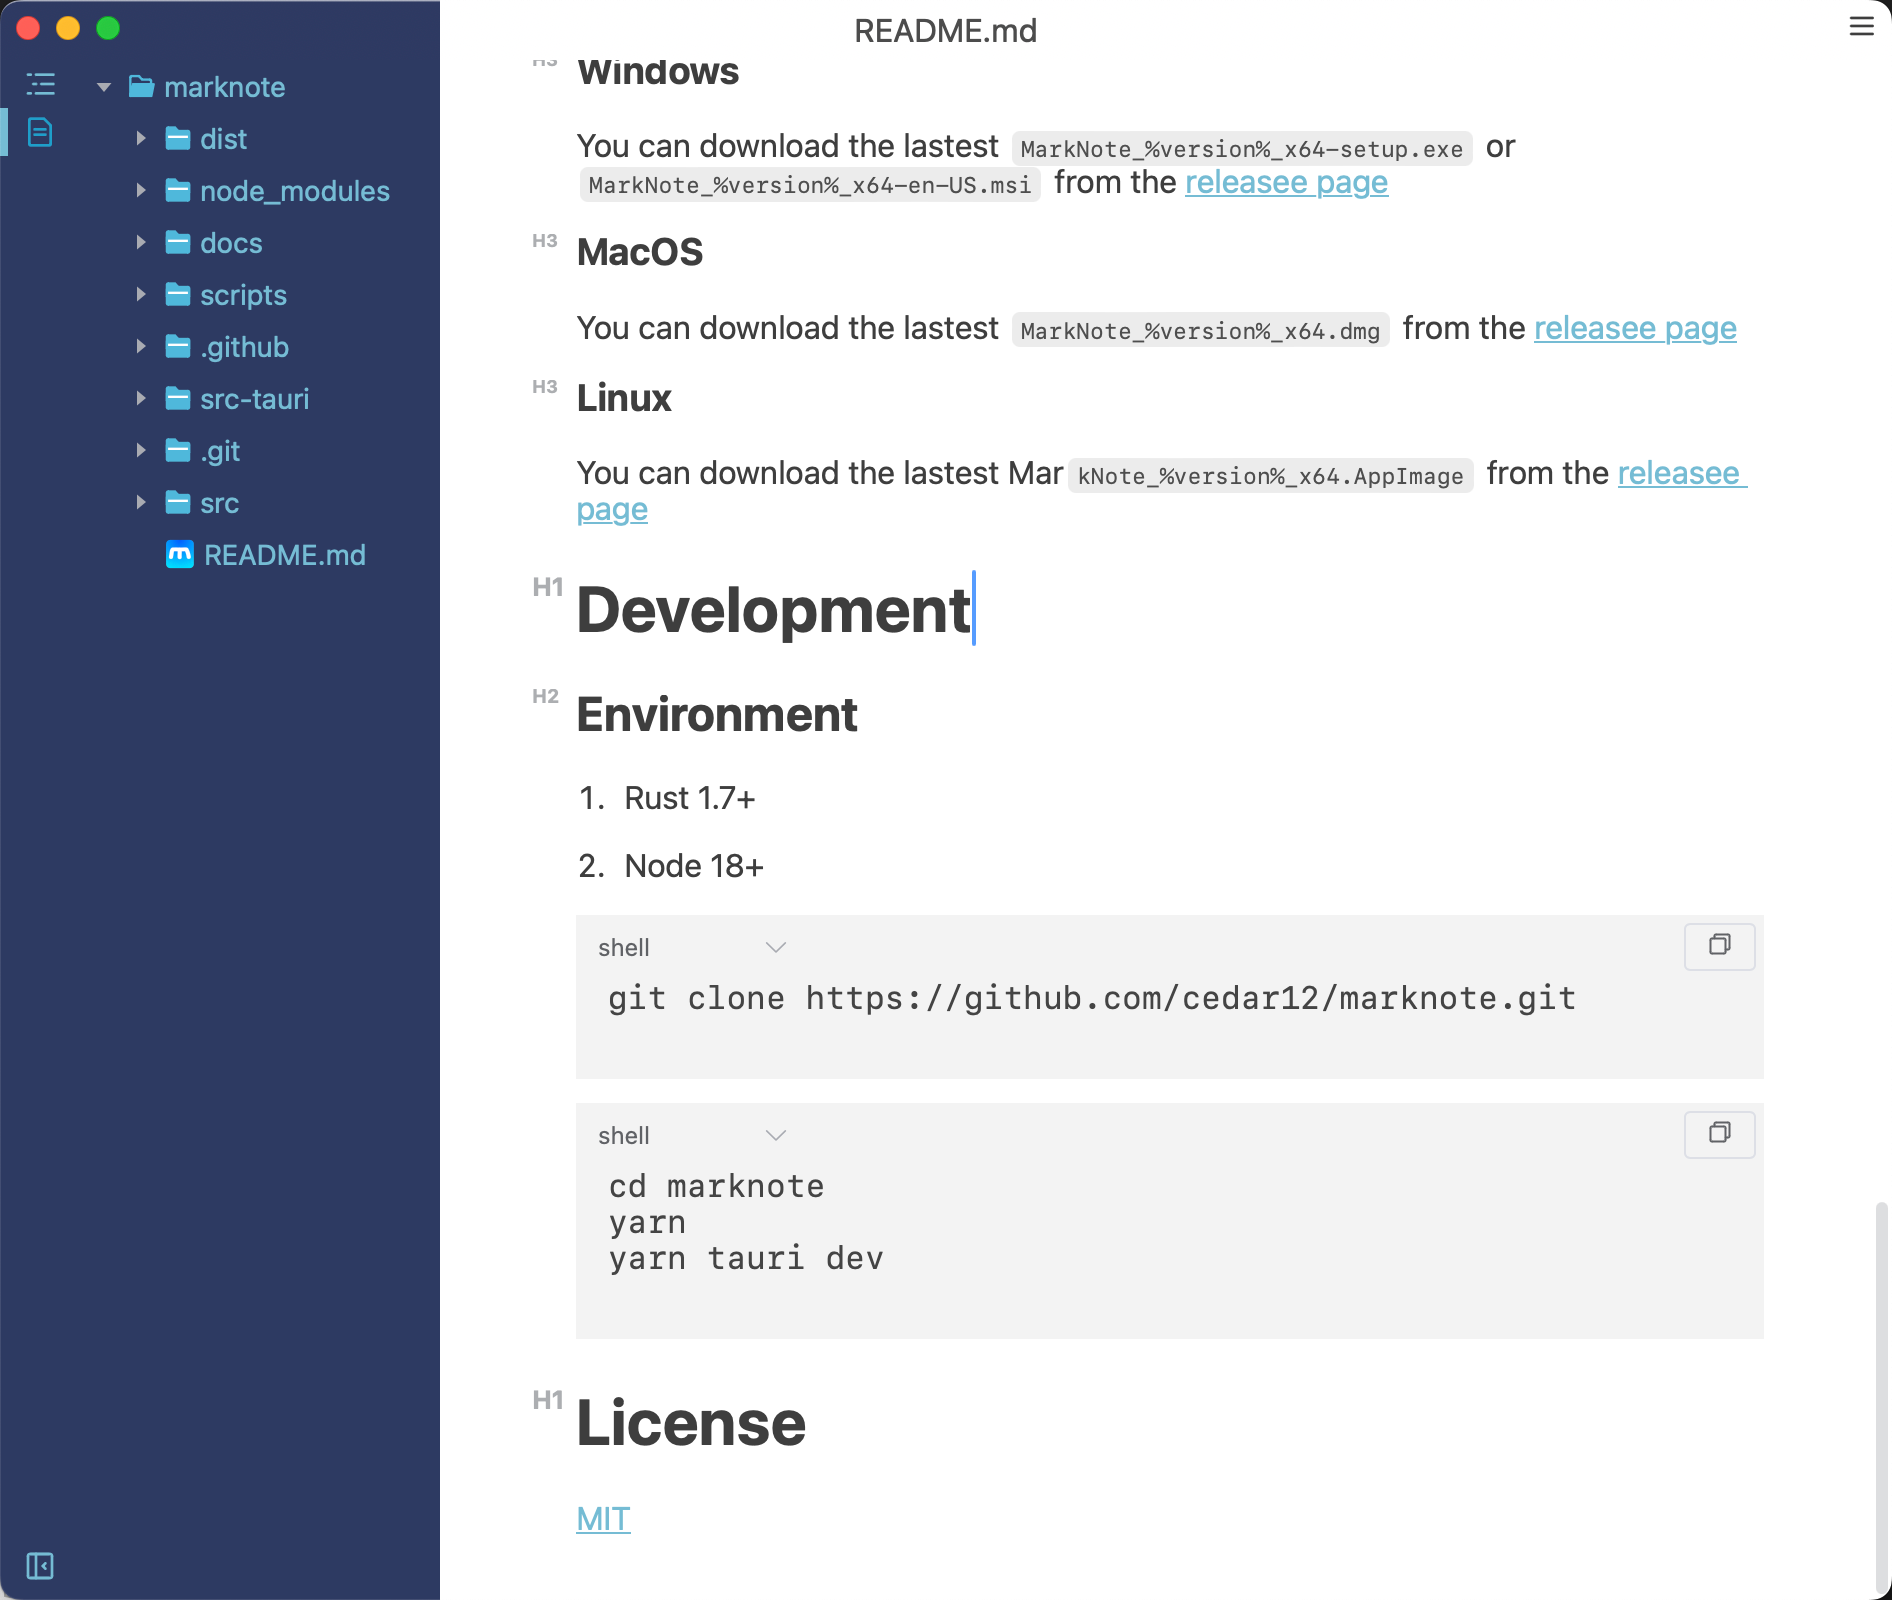 README.md
marknote
dist
node_modules
docs
scripts
.github
src-tauri
.git
src
README.md
H3 Windows
You can download the lastest MarkNote_%version%_x64-setup.exe or
MarkNote_%version%_x64-en-US.msi from the releasee page
H3 MacOS
You can download the lastest MarkNote_%version%_x64.dmg from the releasee page
H3 Linux
You can download the lastest MarkNote_%version%_x64.AppImage from the releasee
page
H1 Development
H2 Environment
1. Rust 1.7+
2. Node 18+
shell
git clone https://github.com/cedar12/marknote.git
shell
cd marknote
yarn
yarn tauri dev
H1 License
MIT